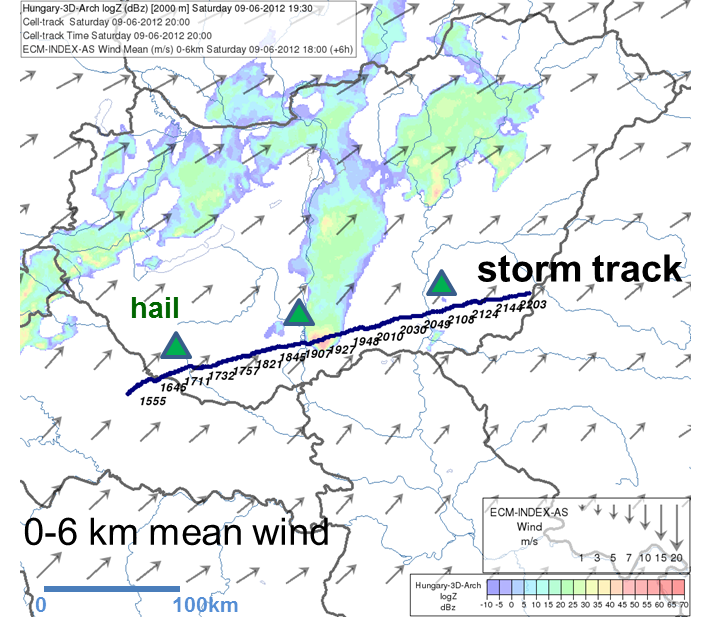 Hungary-3D-Arch logZ (dBz) [2000 m] Saturday 09-06-2012 19:30
Cell-track Saturday 09-06-2012 20:00
Cell-track Time Saturday 09-06-2012 20:00
ECM-INDEX-AS Wind Mean (m/s) 0-6km Saturday 09-06-2012 18:00 (+6h)
storm track
hail
1555
1645
1711
1732
1757
1821
1845
1907
1927
1948
2010
2030
2049
2108
2124
2144
2203
0-6 km mean wind
ECM-INDEX-AS
Wind
m/s
1 3 5 7 10 15 20
0 100km
Hungary-3D-Arch
logZ
dBz
-10 -5 0 5 10 15 20 25 30 35 40 45 50 55 60 65 70